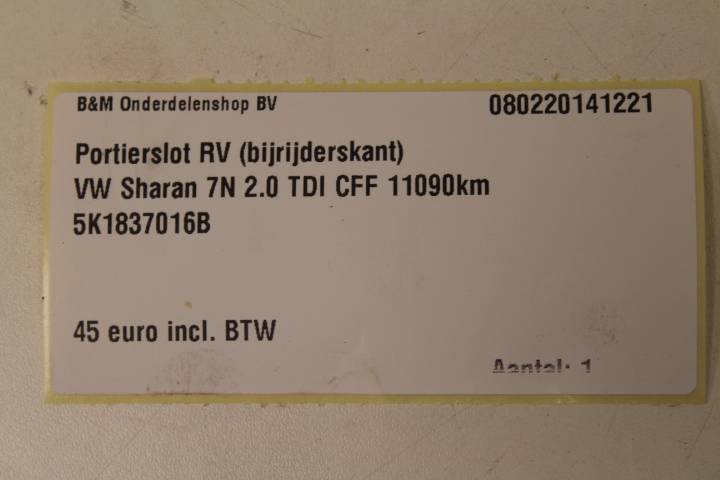 B&M Onderdelenshop BV
080220141221
Portierslot RV (bijrijderskant)
VW Sharan 7N 2.0 TDI CFF 11090km
5K1837016B
45 euro incl. BTW
Aantal: 1